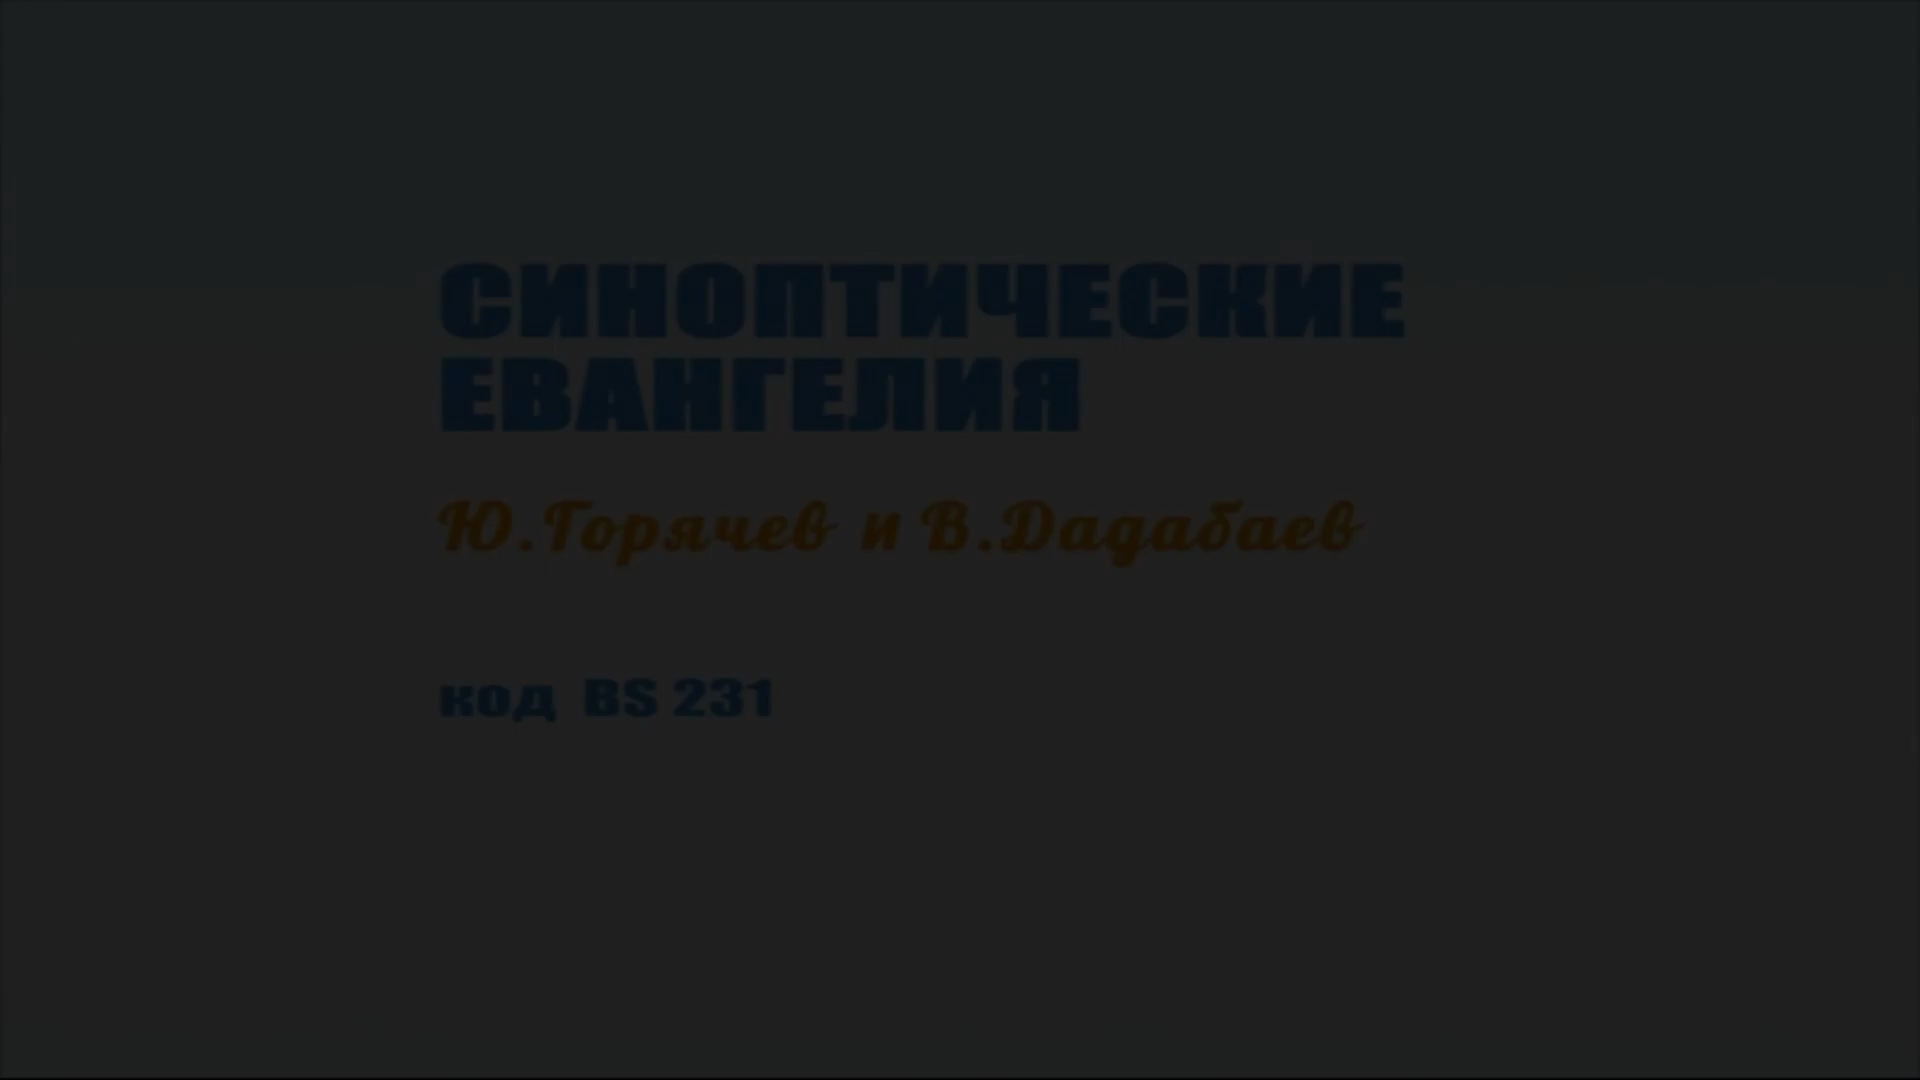 СИНОПТИЧЕСКИЕ
ЕВАНГЕЛИЯ
Ю.Горячев и В.Дадабаев
код BS 231